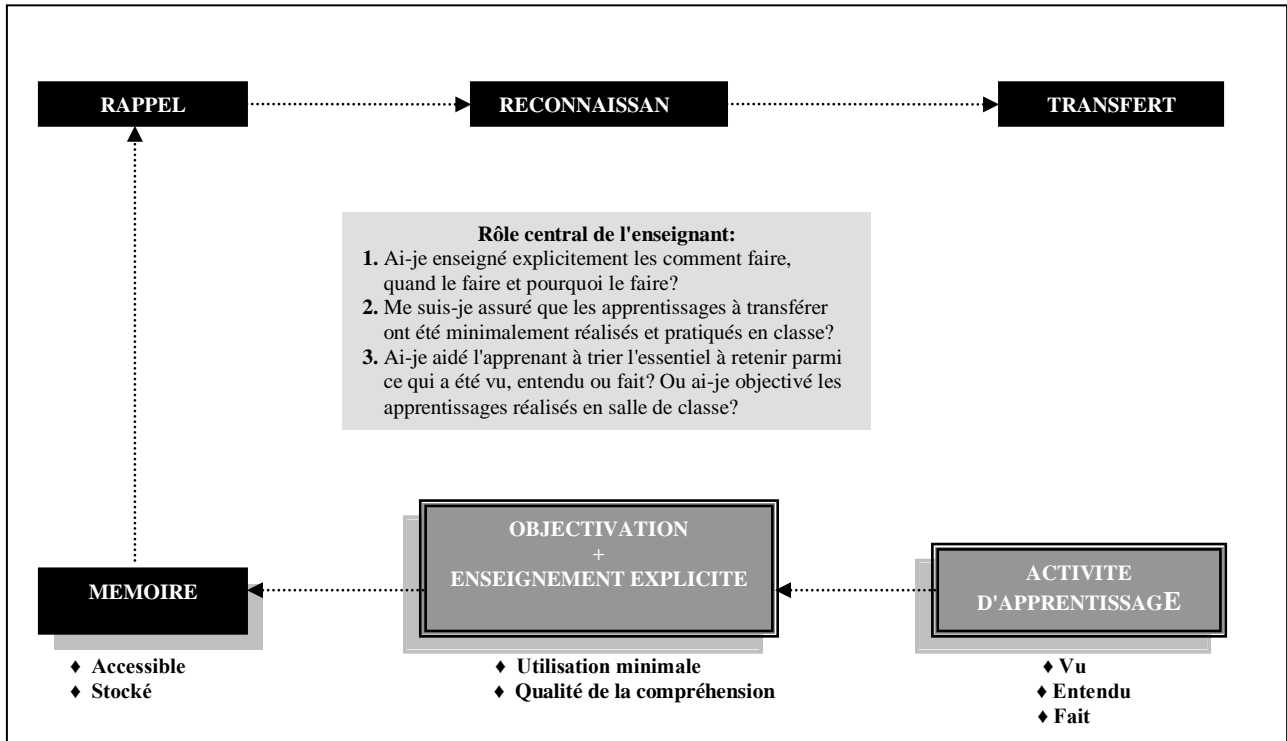 RAPPEL
RECONNAISSAN
TRANSFERT
Rôle central de l'enseignant:
1. Ai-je enseigné explicitement les comment faire,
quand le faire et pourquoi le faire?
2. Me suis-je assuré que les apprentissages à transférer
ont été minimalement réalisés et pratiqués en classe?
3. Ai-je aidé l'apprenant à trier l'essentiel à retenir parmi
ce qui a été vu, entendu ou fait? Ou ai-je objectivé les
apprentissages réalisés en salle de classe?
MEMOIRE
♦ Accessible
♦ Stocké
OBJECTIVATION
+
ENSEIGNEMENT EXPLICITE
♦ Utilisation minimale
♦ Qualité de la compréhension
ACTIVITE
D'APPRENTISSAGE
♦ Vu
♦ Entendu
♦ Fait